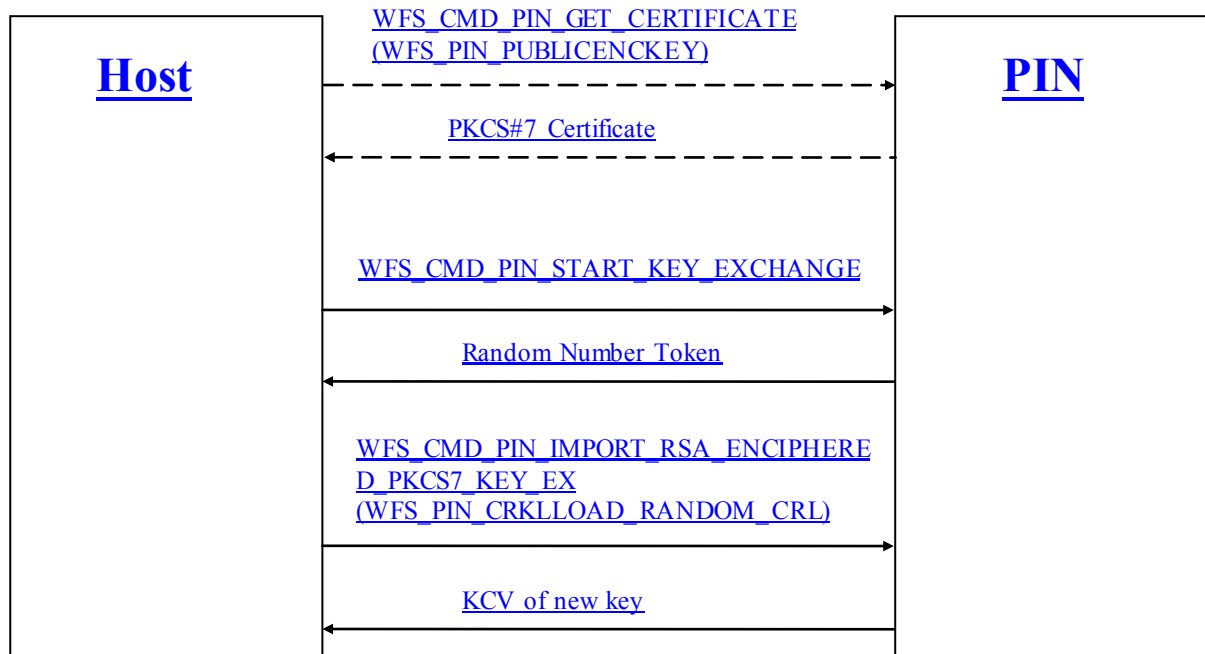 WFS_CMD_PIN_GET_CERTIFICATE
(WFS_PIN_PUBLICENCKEY)
Host
PIN
PKCS#7 Certificate
WFS_CMD_PIN_START_KEY_EXCHANGE
Random Number Token
WFS_CMD_PIN_IMPORT_RSA_ENCIPHERE
D_PKCS7_KEY_EX
(WFS_PIN_CRKLLOAD_RANDOM_CRL)
KCV of new key